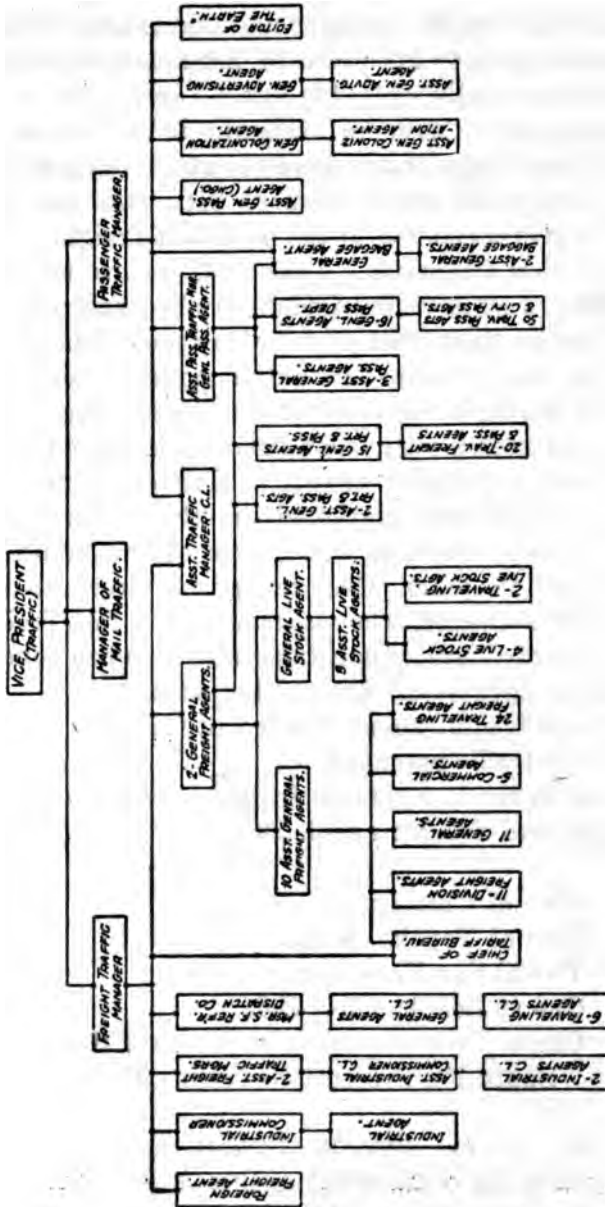 VICE PRESIDENT
(TRAFFIC)
FREIGHT TRAFFIC
MANAGER
MANAGER OF
MAIL TRAFFIC.
PASSENGER
TRAFFIC MANAGER.
2-GENERAL
FREIGHT AGENTS.
ASST. TRAFFIC
MANAGER C.L.
ASST. PASS. TRAFFIC MGR.
GENL. PASS. AGENT.
FOREIGN
FREIGHT AGENT.
INDUSTRIAL
COMMISSIONER
INDUSTRIAL
AGENT.
2-ASST. FREIGHT
TRAFFIC MGRS.
ASST. INDUSTRIAL
COMMISSIONER C.L.
2-INDUSTRIAL
AGENTS C.L.
MGR. S.F. REF'R.
DISPATCH CO.
GENERAL AGENTS
C.L.
6-TRAVELING
AGENTS C.L.
10 ASST. GENERAL
FREIGHT AGENTS.
CHIEF OF
TARIFF BUREAU.
11-DIVISION
FREIGHT AGENTS.
11 GENERAL
AGENTS.
5-COMMERCIAL
AGENTS.
24 TRAVELING
FREIGHT AGENTS.
GENERAL LIVE
STOCK AGENT.
8 ASST. LIVE
STOCK AGENTS.
4-LIVE STOCK
AGENTS.
2-TRAVELING
LIVE STOCK AGTS.
2-ASST. GEN'L.
FRT. & PASS. AGTS.
15 GENL. AGENTS
FRT. & PASS.
20-TRAV. FREIGHT
& PASS. AGENTS
3-ASST. GENERAL
PASS. AGENTS.
16-GENL. AGENTS
PASS. DEPT.
50 TRAV. PASS AGTS
& CITY PASS AGTS.
GENERAL
BAGGAGE AGENT.
2-ASST. GENERAL
BAGGAGE AGENTS.
ASST. GEN. PASS.
AGENT (CHGO.)
GEN. COLONIZATION
AGENT.
ASST GEN. COLONIZ
-ATION AGENT.
GEN. ADVERTISING
AGENT.
ASST. GEN. ADVTG.
AGENT.
EDITOR OF
"THE EARTH."